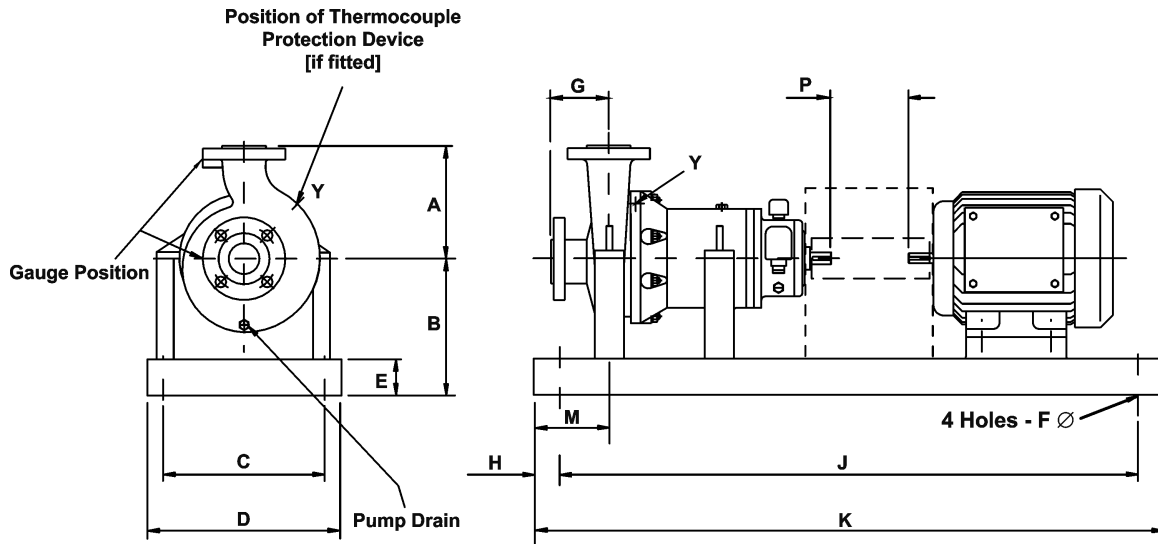 Position of Thermocouple
Protection Device
[if fitted]
G
P
Y
Y
A
Gauge Position
B
E
M
4 Holes - F ∅
C
H
J
D
Pump Drain
K